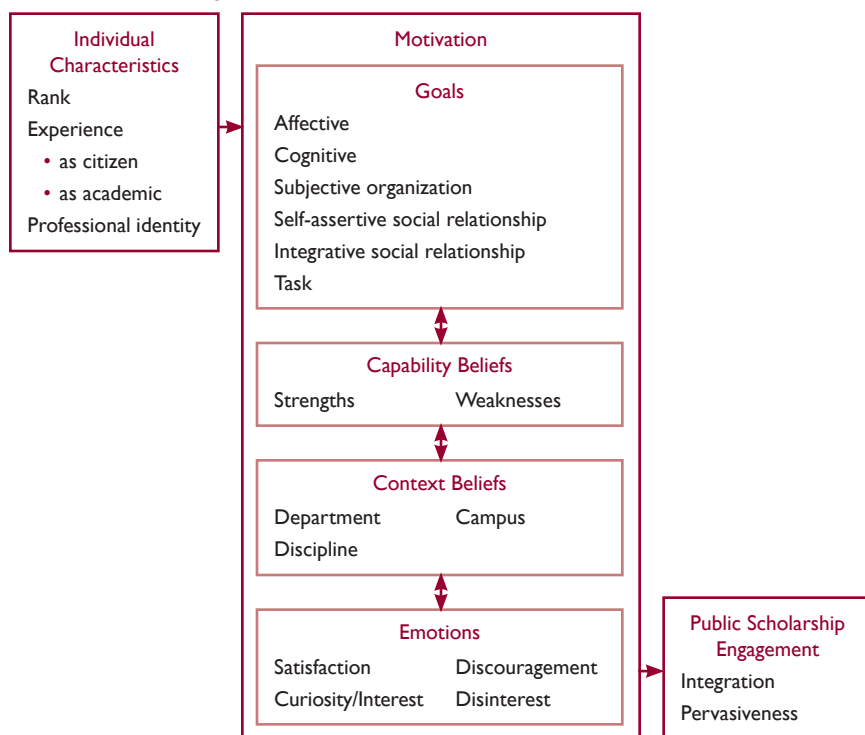 Individual
Characteristics
Rank
Experience
• as citizen
• as academic
Professional identity
Motivation
Goals
Affective
Cognitive
Subjective organization
Self-assertive social relationship
Integrative social relationship
Task
Capability Beliefs
Strengths Weaknesses
Context Beliefs
Department Campus
Discipline
Emotions
Satisfaction Discouragement
Curiosity/Interest Disinterest
Public Scholarship
Engagement
Integration
Pervasiveness